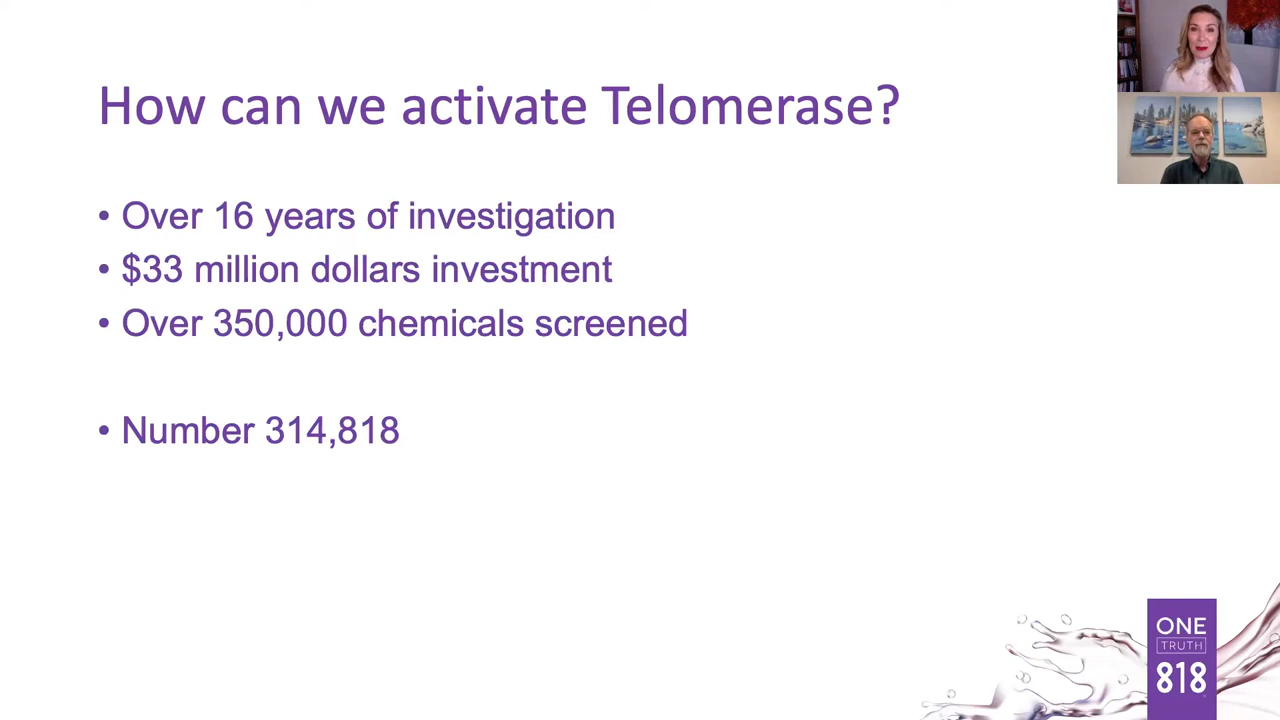 How can we activate Telomerase?
• Over 16 years of investigation
• $33 million dollars investment
• Over 350,000 chemicals screened
• Number 314,818
ONE
TRUTH
818